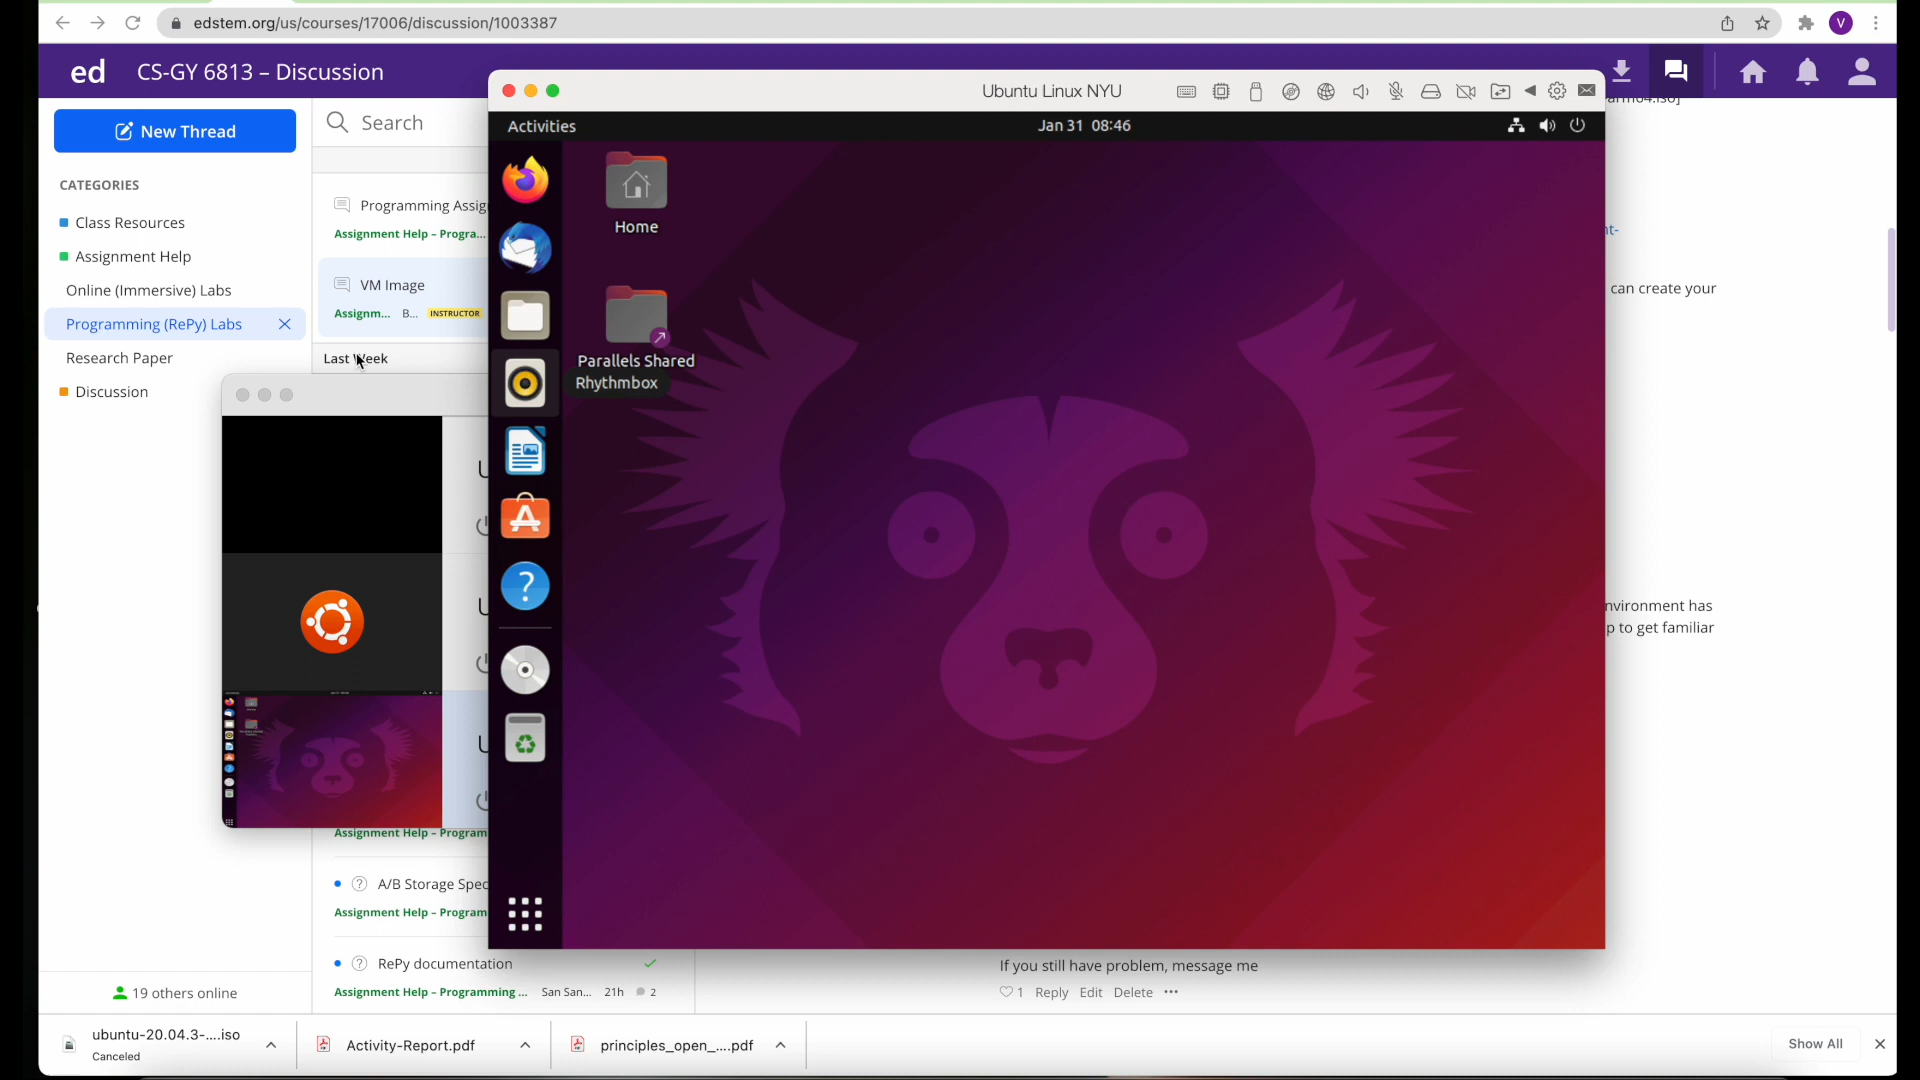 edstem.org/us/courses/17006/discussion/1003387
V
ed
CS-GY 6813 – Discussion
New Thread
CATEGORIES
Class Resources
Assignment Help
Online (Immersive) Labs
Programming (RePy) Labs
Research Paper
Discussion
19 others online
Search
Programming Assig
Assignment Help – Progra...
VM Image
Assignm...
B...
INSTRUCTOR
Last Week
Assignment Help – Program
A/B Storage Spec
Assignment Help – Program
RePy documentation
Assignment Help – Programming ...
San San...
21h
2
Ubuntu Linux NYU
Activities
Jan 31 08:46
Home
Parallels Shared
Rhythmbox
can create your
nvironment has
p to get familiar
If you still have problem, message me
1
Reply
Edit
Delete
ubuntu-20.04.3-....iso
Canceled
Activity-Report.pdf
principles_open_....pdf
Show All